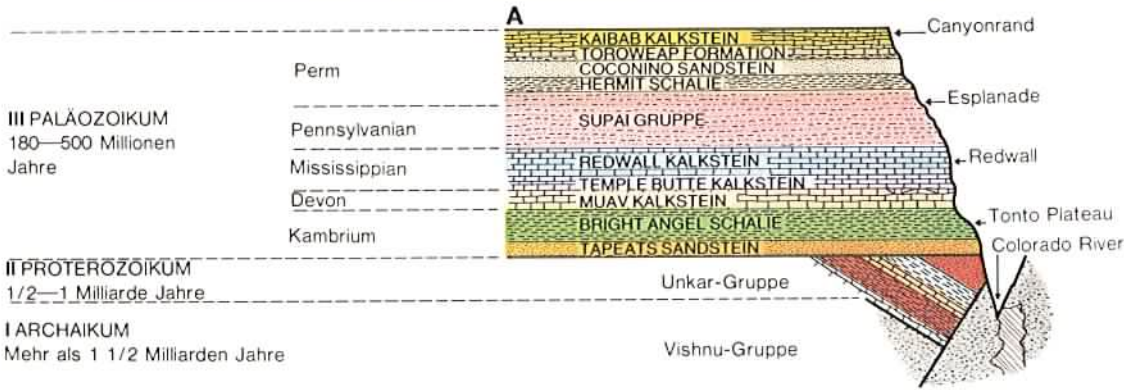 A
KAIBAB KALKSTEIN
TOROWEAP FORMATION
COCONINO SANDSTEIN
HERMIT SCHALIE
SUPAI GRUPPE
REDWALL KALKSTEIN
TEMPLE BUTTE KALKSTEIN
MUAV KALKSTEIN
BRIGHT ANGEL SCHALIE
TAPEATS SANDSTEIN
Canyonrand
Esplanade
Redwall
Tonto Plateau
Colorado River
Perm
Pennsylvanian
Mississippian
Devon
Kambrium
III PALÄOZOIKUM
180—500 Millionen
Jahre
II PROTEROZOIKUM
1/2—1 Milliarde Jahre
Unkar-Gruppe
I ARCHAIKUM
Mehr als 1 1/2 Milliarden Jahre
Vishnu-Gruppe